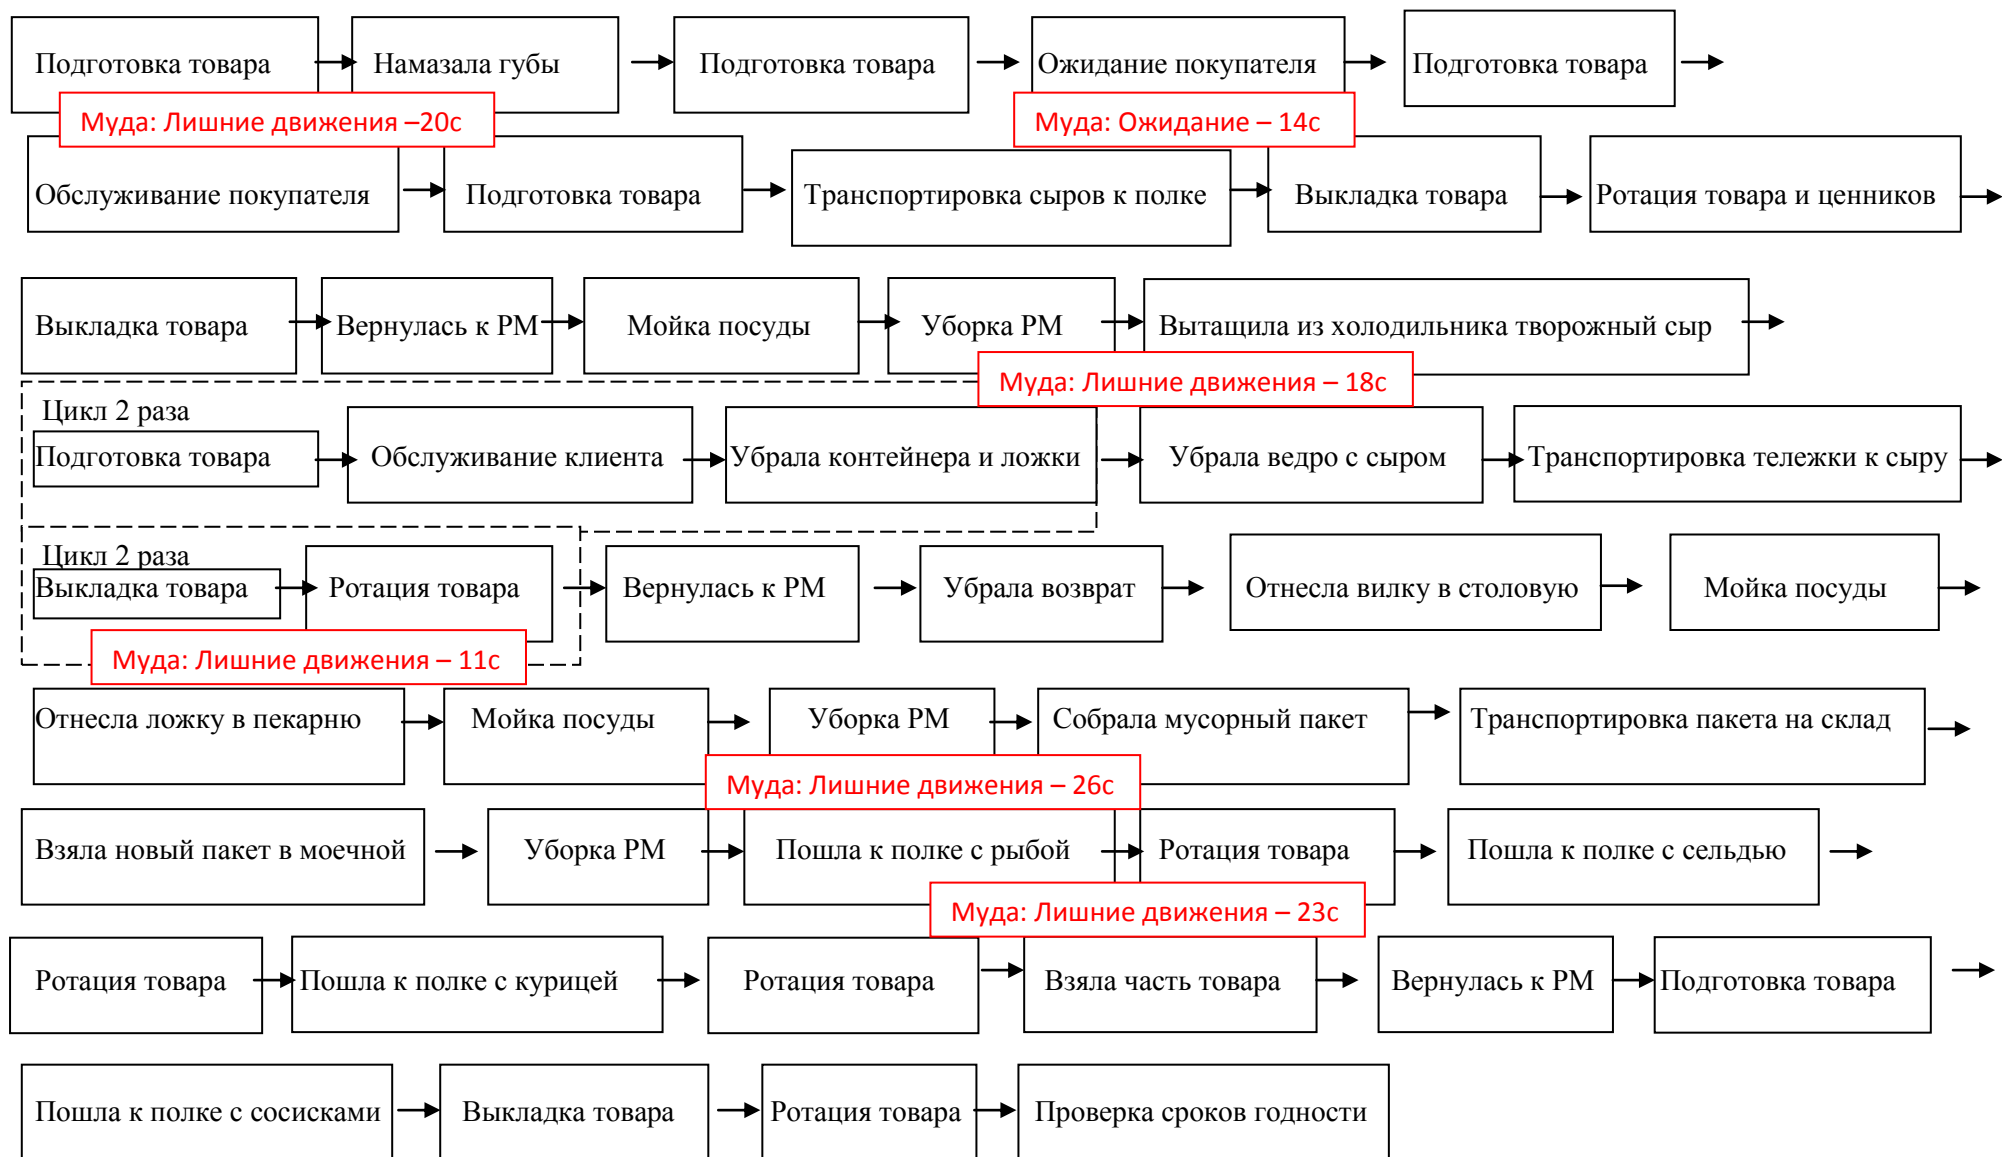 Подготовка товара
Намазала губы
Подготовка товара
Ожидание покупателя
Подготовка товара
Муда: Лишние движения –20с
Муда: Ожидание – 14с
Обслуживание покупателя
Подготовка товара
Транспортировка сыров к полке
Выкладка товара
Ротация товара и ценников
Выкладка товара
Вернулась к РМ
Мойка посуды
Уборка РМ
Вытащила из холодильника творожный сыр
Муда: Лишние движения – 18с
Цикл 2 раза
Подготовка товара
Обслуживание клиента
Убрала контейнера и ложки
Убрала ведро с сыром
Транспортировка тележки к сыру
Цикл 2 раза
Выкладка товара
Ротация товара
Вернулась к РМ
Убрала возврат
Отнесла вилку в столовую
Мойка посуды
Муда: Лишние движения – 11с
Отнесла ложку в пекарню
Мойка посуды
Уборка РМ
Собрала мусорный пакет
Транспортировка пакета на склад
Муда: Лишние движения – 26с
Взяла новый пакет в моечной
Уборка РМ
Пошла к полке с рыбой
Ротация товара
Пошла к полке с сельдью
Муда: Лишние движения – 23с
Ротация товара
Пошла к полке с курицей
Ротация товара
Взяла часть товара
Вернулась к РМ
Подготовка товара
Пошла к полке с сосисками
Выкладка товара
Ротация товара
Проверка сроков годности